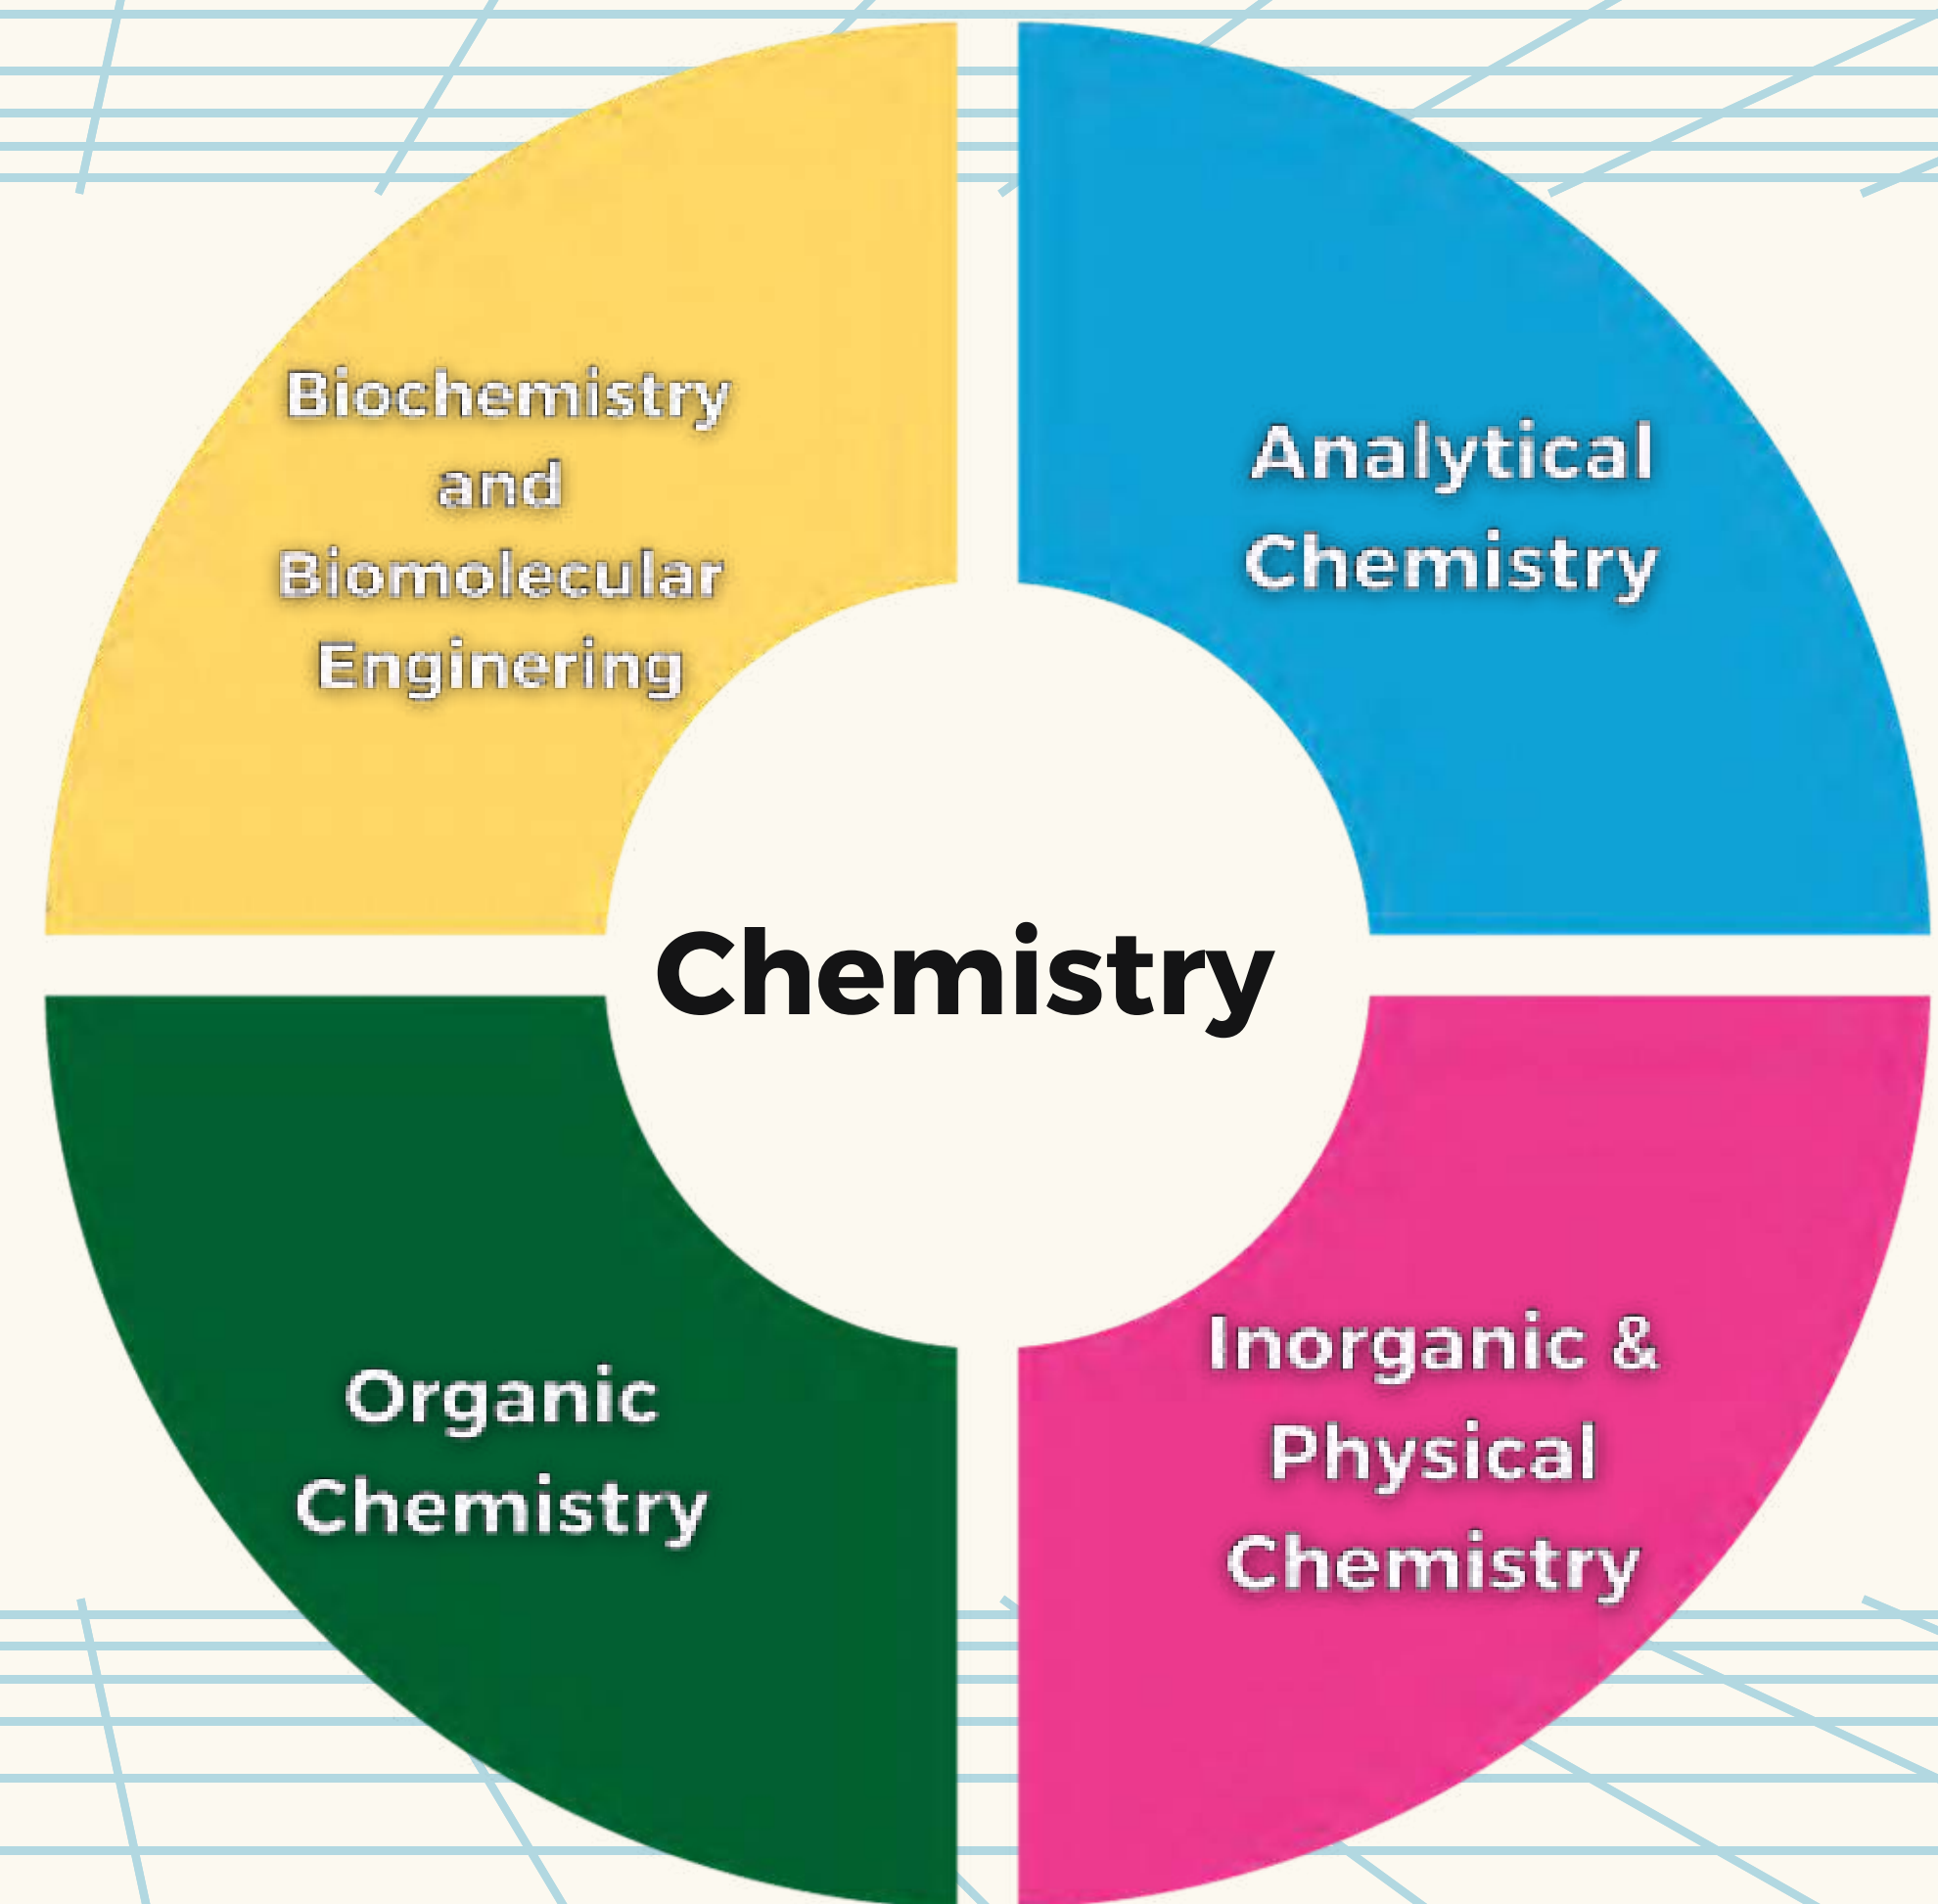 Biochemistry
and
Biomolecular
Enginering
Analytical
Chemistry
Chemistry
Organic
Chemistry
Inorganic &
Physical
Chemistry